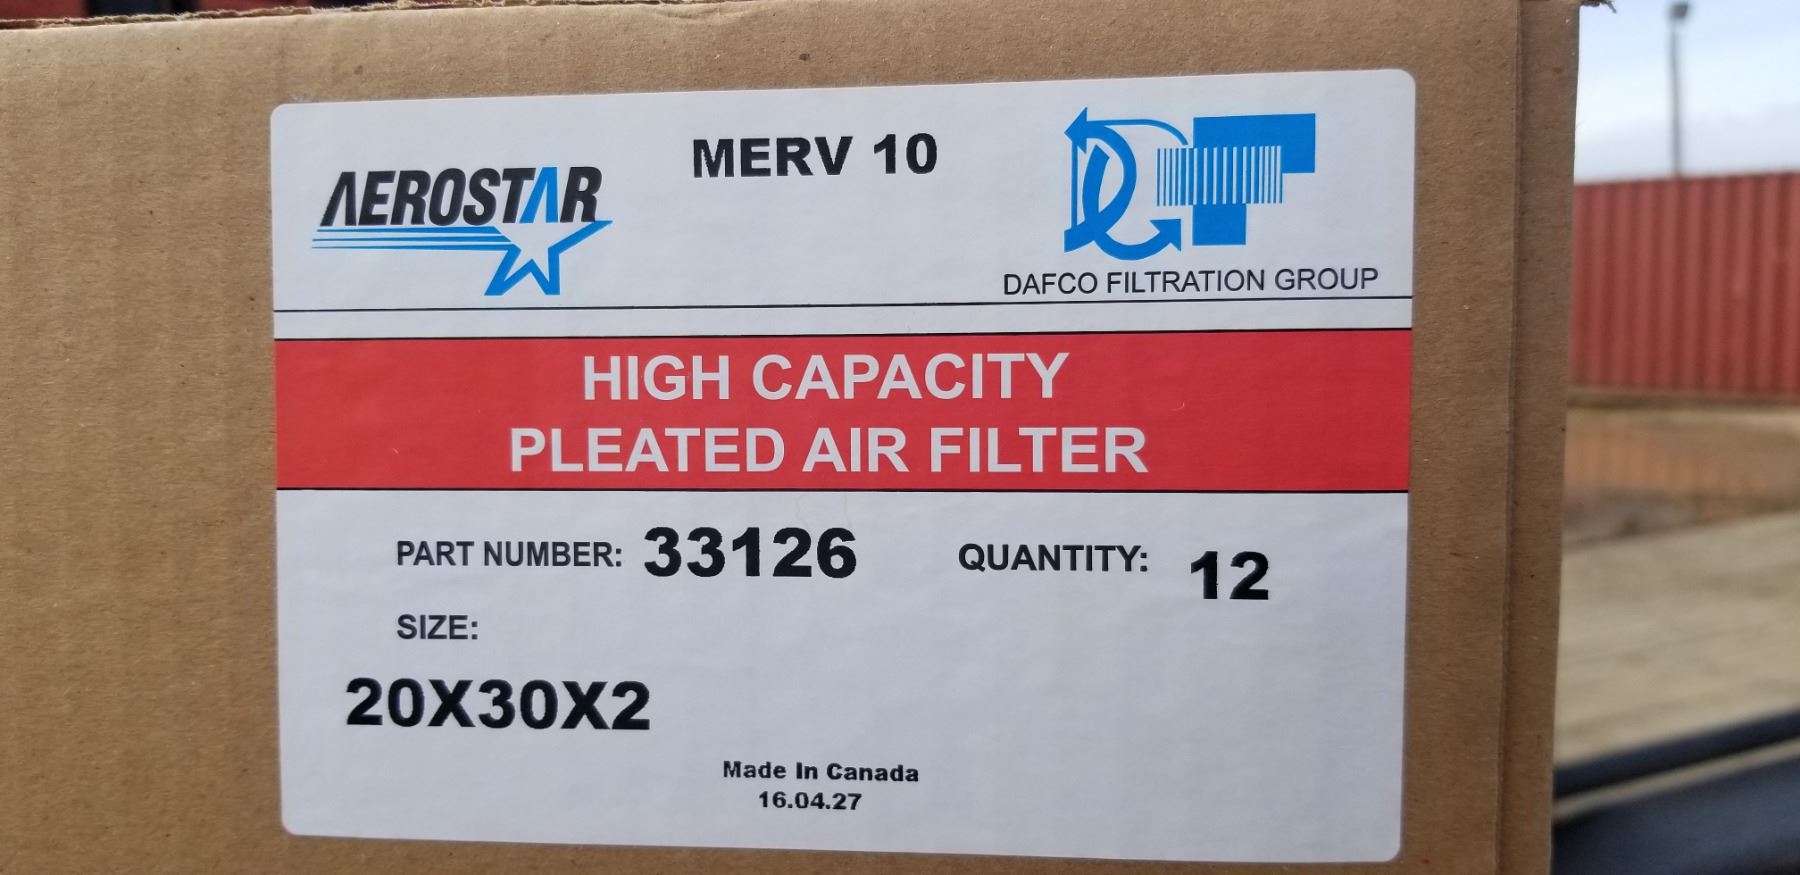 MERV 10
AEROSTAR
DAFCO FILTRATION GROUP
HIGH CAPACITY
PLEATED AIR FILTER
PART NUMBER: 33126 QUANTITY: 12
SIZE:
20X30X2
Made In Canada
16.04.27